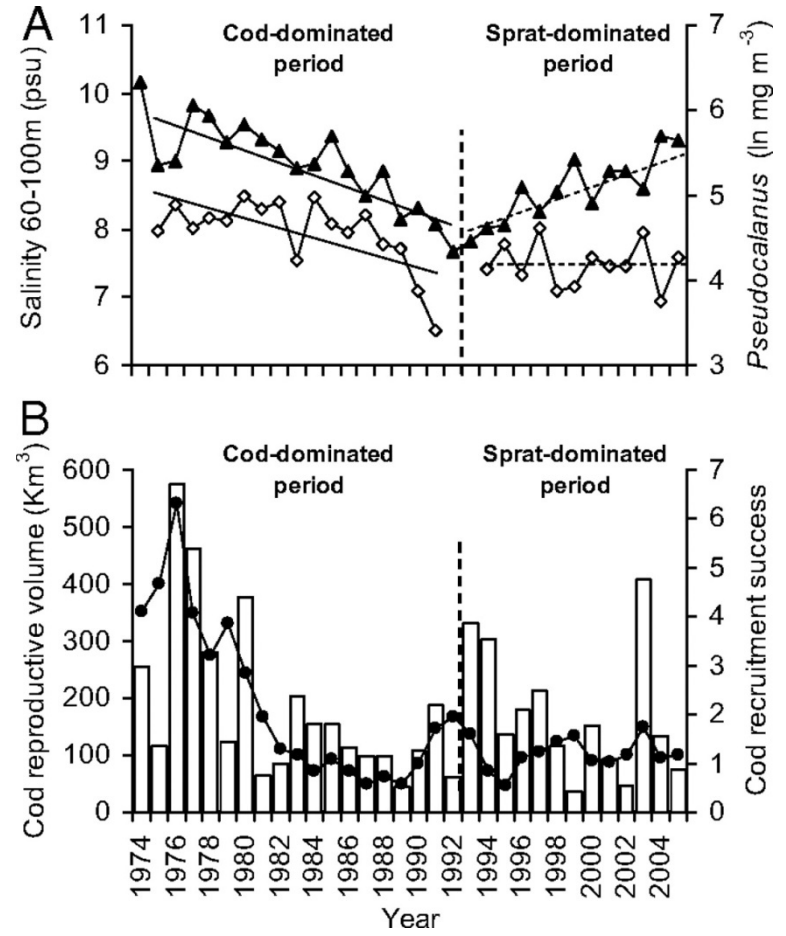 A
Cod-dominated
period
Sprat-dominated
period
Salinity 60-100m (psu)
11
10
9
8
7
6
7
6
5
4
3
Pseudocalanus (ln mg m⁻³)
B
Cod-dominated
period
Sprat-dominated
period
Cod reproductive volume (Km³)
600
500
400
300
200
100
0
7
6
5
4
3
2
1
0
Cod recruitment success
1974
1976
1978
1980
1982
1984
1986
1988
1990
1992
1994
1996
1998
2000
2002
2004
Year